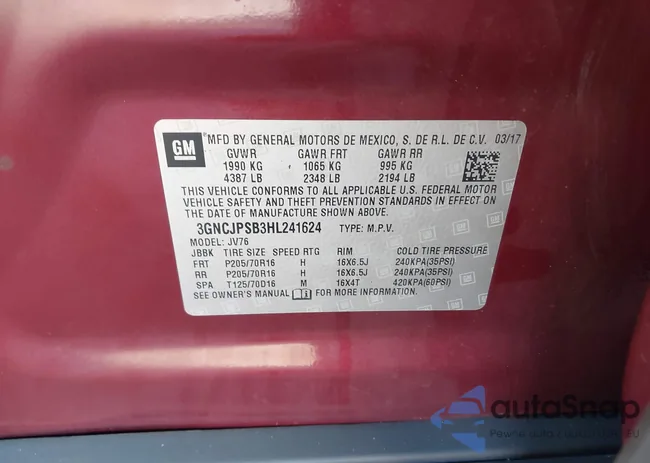 GM
MFD BY GENERAL MOTORS DE MEXICO, S. DE R.L. DE C.V. 03/17
GVWR GAWR FRT GAWR RR
1990 KG 1065 KG 995 KG
4387 LB 2348 LB 2194 LB
THIS VEHICLE CONFORMS TO ALL APPLICABLE U.S. FEDERAL MOTOR
VEHICLE SAFETY AND THEFT PREVENTION STANDARDS IN EFFECT ON
THE DATE OF MANUFACTURE SHOWN ABOVE.
3GNCJPSB3HL241624 TYPE: M.P.V.
MODEL: JV76
JBBK TIRE SIZE SPEED RTG RIM COLD TIRE PRESSURE
FRT P205/70R16 H 16X6.5J 240KPA(35PSI)
RR P205/70R16 H 16X6.5J 240KPA(35PSI)
SPA T125/70D16 M 16X4T 420KPA(60PSI)
SEE OWNER'S MANUAL FOR MORE INFORMATION.
autoSnap